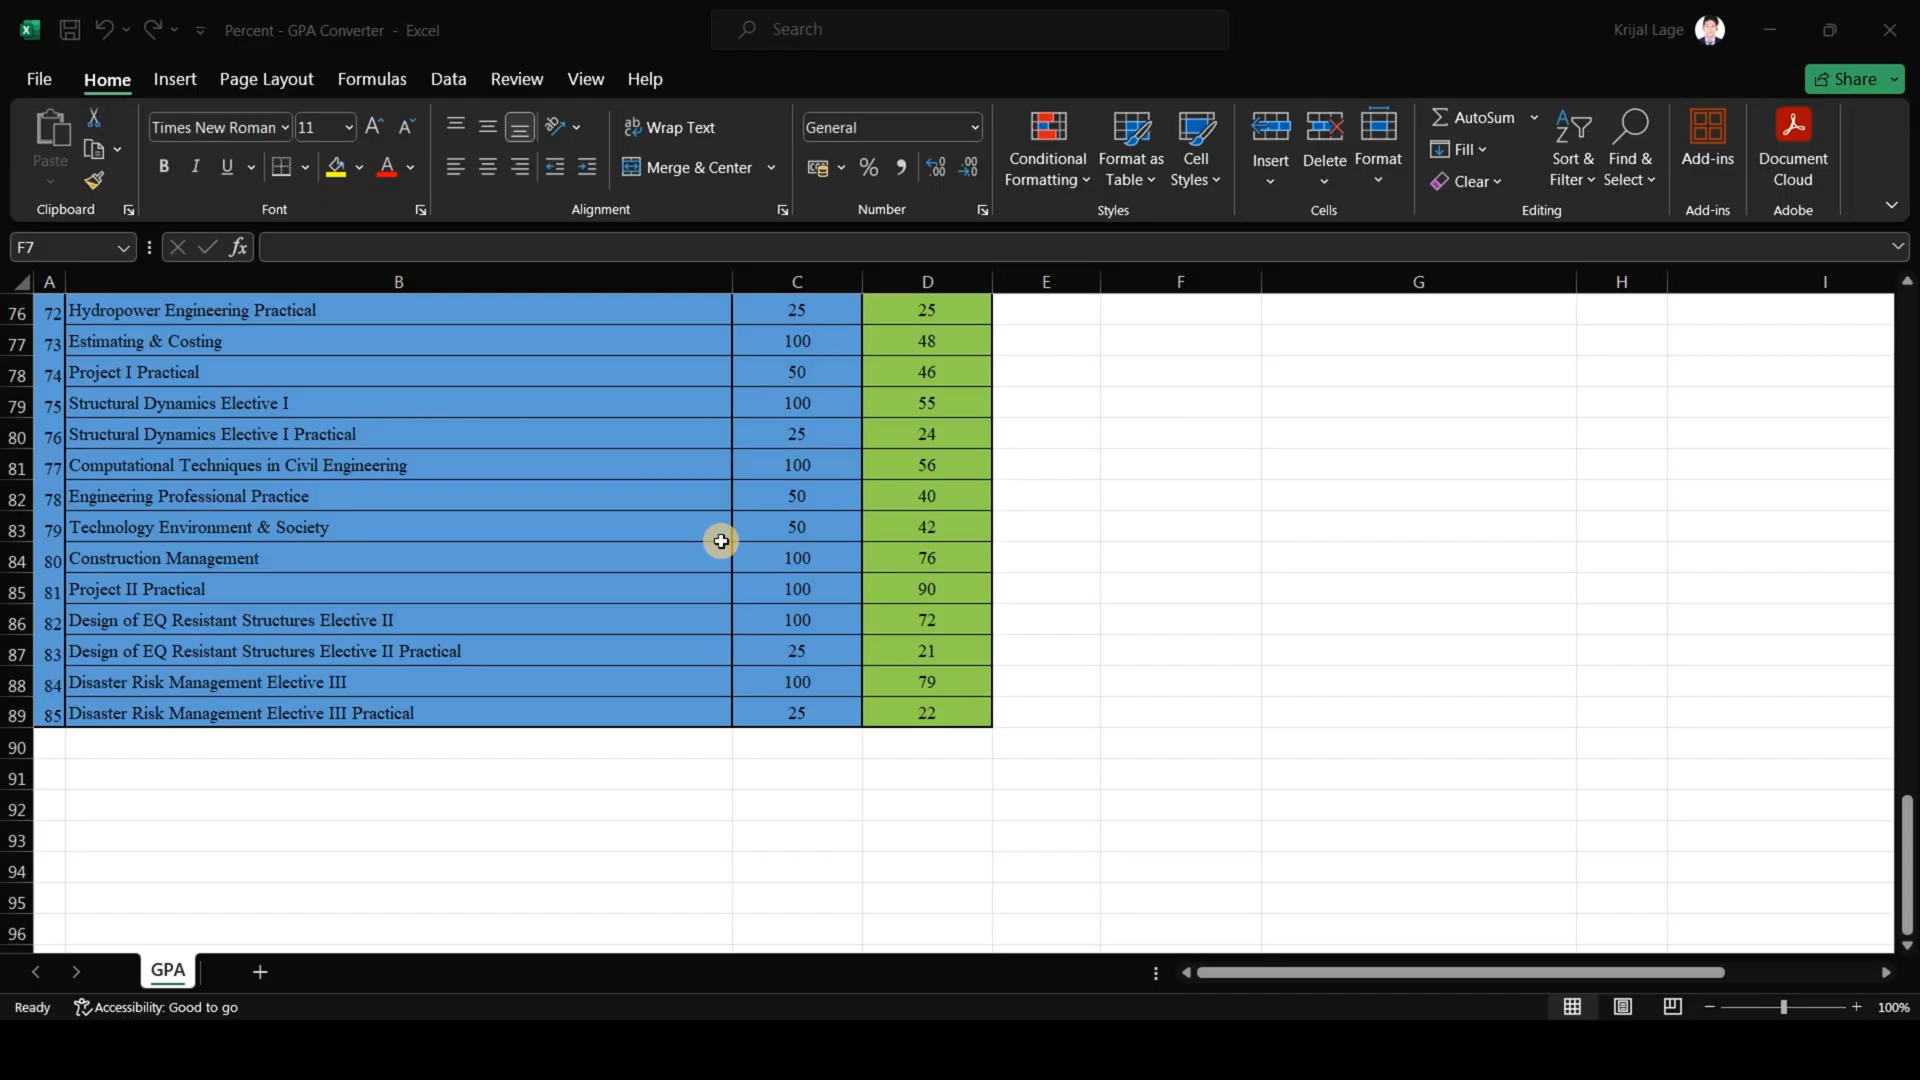 Percent - GPA Converter - Excel
Search
Krijal Lage
File Home Insert Page Layout Formulas Data Review View Help
Share
Paste
Clipboard
Times New Roman 11
B I U
Font
Wrap Text
Merge & Center
Alignment
General
%
Number
Conditional Formatting
Format as Table
Cell Styles
Styles
Insert Delete Format
Cells
AutoSum
Fill
Clear
Sort & Filter
Find & Select
Editing
Add-ins
Add-ins
Document Cloud
Adobe
F7 fx
A B C D E F G H I
76 72 Hydropower Engineering Practical 25 25
77 73 Estimating & Costing 100 48
78 74 Project I Practical 50 46
79 75 Structural Dynamics Elective I 100 55
80 76 Structural Dynamics Elective I Practical 25 24
81 77 Computational Techniques in Civil Engineering 100 56
82 78 Engineering Professional Practice 50 40
83 79 Technology Environment & Society 50 42
84 80 Construction Management 100 76
85 81 Project II Practical 100 90
86 82 Design of EQ Resistant Structures Elective II 100 72
87 83 Design of EQ Resistant Structures Elective II Practical 25 21
88 84 Disaster Risk Management Elective III 100 79
89 85 Disaster Risk Management Elective III Practical 25 22
90
91
92
93
94
95
96
GPA
Ready Accessibility: Good to go 100%